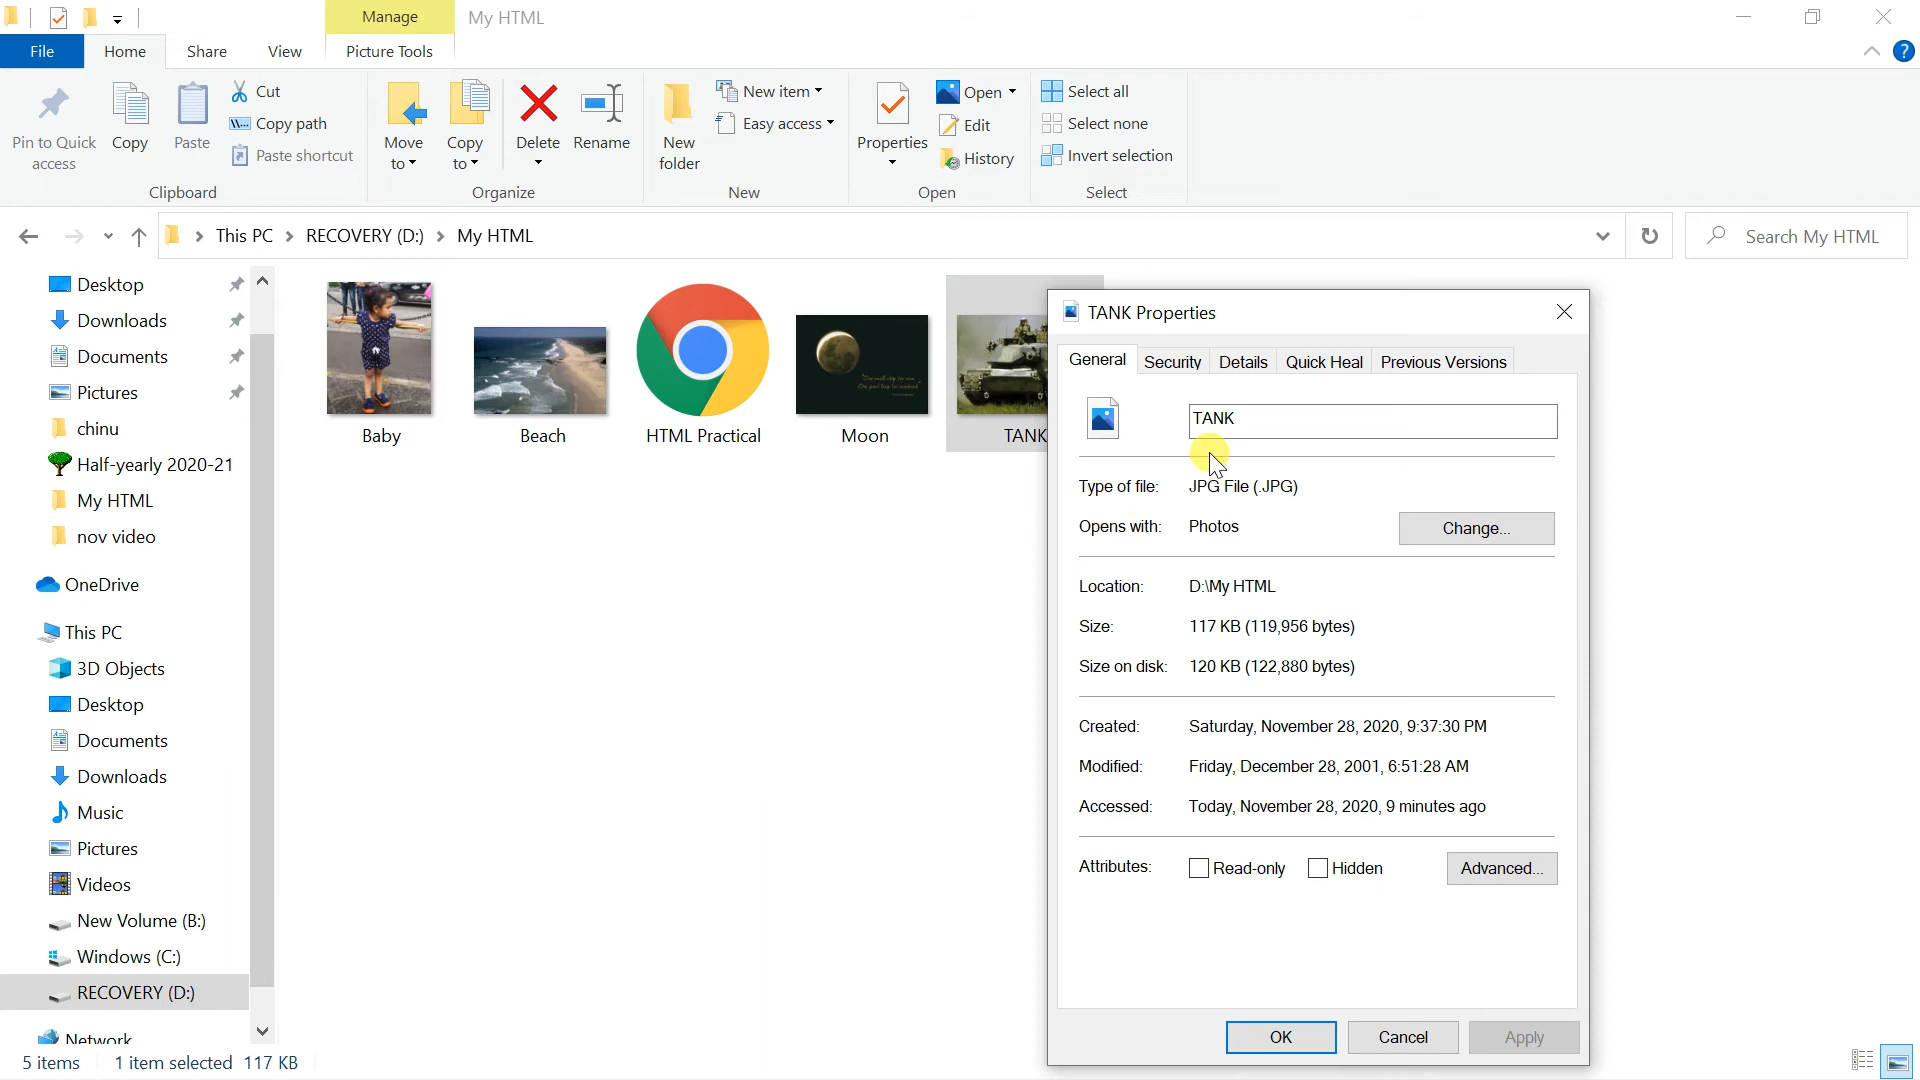 Manage
My HTML
File
Home
Share
View
Picture Tools
Pin to Quick access
Copy
Paste
Cut
Copy path
Paste shortcut
Clipboard
Move to
Copy to
Delete
Rename
Organize
New folder
New item
Easy access
New
Properties
Open
Edit
History
Open
Select all
Select none
Invert selection
Select
This PC
RECOVERY (D:)
My HTML
Search My HTML
Desktop
Downloads
Documents
Pictures
chinu
Half-yearly 2020-21
My HTML
nov video
OneDrive
This PC
3D Objects
Desktop
Documents
Downloads
Music
Pictures
Videos
New Volume (B:)
Windows (C:)
RECOVERY (D:)
Network
Baby
Beach
HTML Practical
Moon
TANK
TANK Properties
General
Security
Details
Quick Heal
Previous Versions
TANK
Type of file: JPG File (.JPG)
Opens with: Photos
Change...
Location: D:\My HTML
Size: 117 KB (119,956 bytes)
Size on disk: 120 KB (122,880 bytes)
Created: Saturday, November 28, 2020, 9:37:30 PM
Modified: Friday, December 28, 2001, 6:51:28 AM
Accessed: Today, November 28, 2020, 9 minutes ago
Attributes: Read-only Hidden
Advanced...
OK
Cancel
Apply
5 items
1 item selected 117 KB